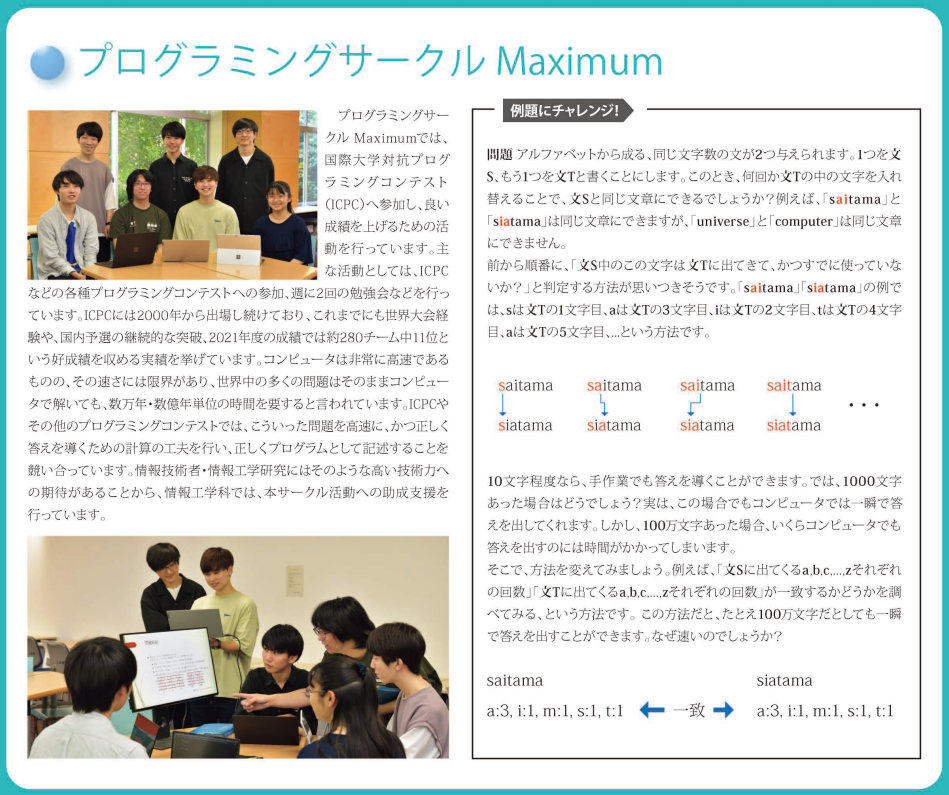 プログラミングサークル Maximum
プログラミングサー
クル Maximumでは、
国際大学対抗プログ
ラミングコンテスト
(ICPC)へ参加し、良い
成績を上げるための活
動を行っています。主
な活動としては、ICPC
などの各種プログラミングコンテストへの参加、週に2回の勉強会などを行っ
ています。ICPCには2000年から出場し続けており、これまでにも世界大会経
験や、国内予選の継続的な突破、2021年度の成績では約280チーム中11位と
いう好成績を収める実績を挙げています。コンピュータは非常に高速である
ものの、その速さには限界があり、世界中の多くの問題はそのままコンピュー
タで解いても、数万年・数億年単位の時間を要すると言われています。ICPCや
その他のプログラミングコンテストでは、こういった問題を高速に、かつ正しく
答えを導くための計算の工夫を行い、正しくプログラムとして記述することを
競い合っています。情報技術者・情報工学研究にはそのような高い技術力へ
の期待があることから、情報工学科では、本サークル活動への助成支援を
行っています。
例題にチャレンジ!
問題 アルファベットから成る、同じ文字数の文が2つ与えられます。1つを文
S、もう1つを文Tと書くことにします。このとき、何回か文Tの中の文字を入れ
替えることで、文Sと同じ文章にできるでしょうか?例えば、「saitama」と
「siatama」は同じ文章にできますが、「universe」と「computer」は同じ文章
にできません。
前から順番に、「文S中のこの文字は文Tに出てきて、かつすでに使っていな
いか?」と判定する方法が思いつきそうです。「saitama」「siatama」の例で
は、sは文Tの1文字目、aは文Tの3文字目、iは文Tの2文字目、tは文Tの4文字
目、aは文Tの5文字目、...という方法です。
saitama saitama saitama saitama
siatama siatama siatama siatama ・・・
10文字程度なら、手作業でも答えを導くことができます。では、1000文字
あった場合はどうでしょう?実は、この場合でもコンピュータでは一瞬で答
えを出してくれます。しかし、100万文字あった場合、いくらコンピュータでも
答えを出すのには時間がかかってしまいます。
そこで、方法を変えてみましょう。例えば、「文Sに出てくるa,b,c,...,zそれぞれ
の回数」「文Tに出てくるa,b,c,...,zそれぞれの回数」が一致するかどうかを調
べてみる、という方法です。この方法だと、たとえ100万文字だとしても一瞬
で答えを出すことができます。なぜ速いのでしょうか?
saitama siatama
a:3, i:1, m:1, s:1, t:1 一致 a:3, i:1, m:1, s:1, t:1